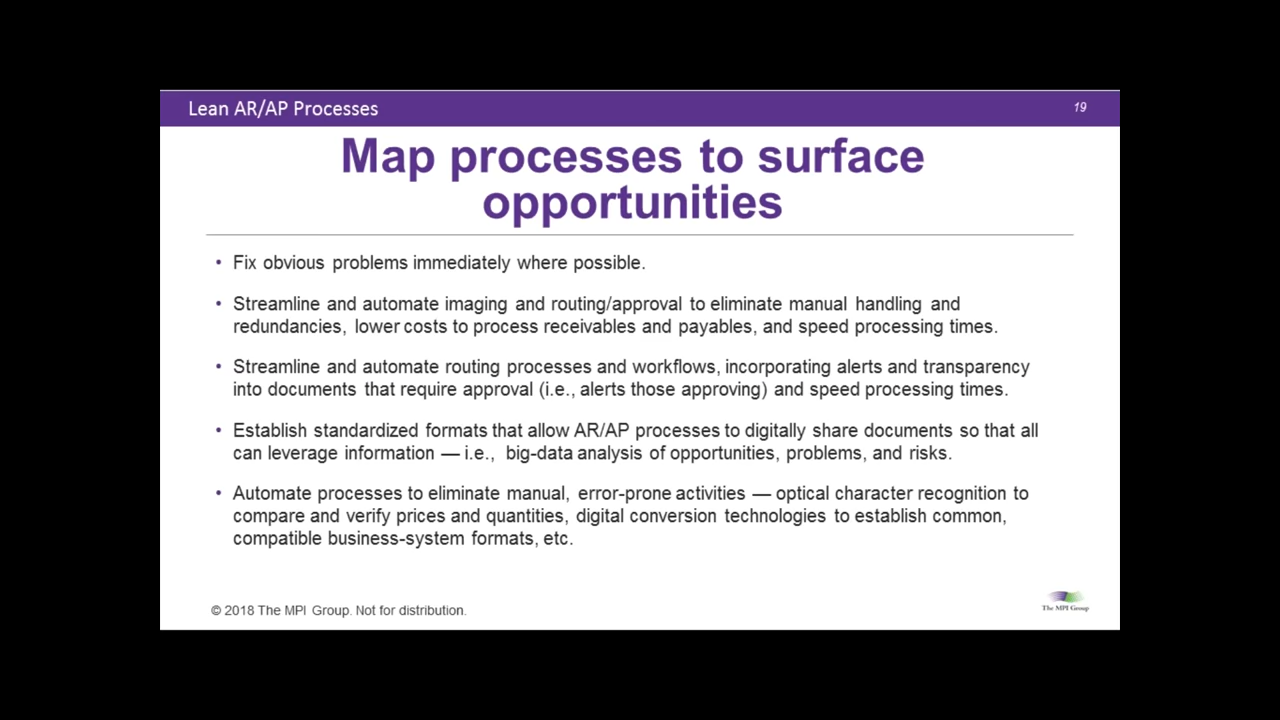 Lean AR/AP Processes
19
Map processes to surface
opportunities
• Fix obvious problems immediately where possible.
• Streamline and automate imaging and routing/approval to eliminate manual handling and
redundancies, lower costs to process receivables and payables, and speed processing times.
• Streamline and automate routing processes and workflows, incorporating alerts and transparency
into documents that require approval (i.e., alerts those approving) and speed processing times.
• Establish standardized formats that allow AR/AP processes to digitally share documents so that all
can leverage information — i.e., big-data analysis of opportunities, problems, and risks.
• Automate processes to eliminate manual, error-prone activities — optical character recognition to
compare and verify prices and quantities, digital conversion technologies to establish common,
compatible business-system formats, etc.
© 2018 The MPI Group. Not for distribution.
The MPI Group